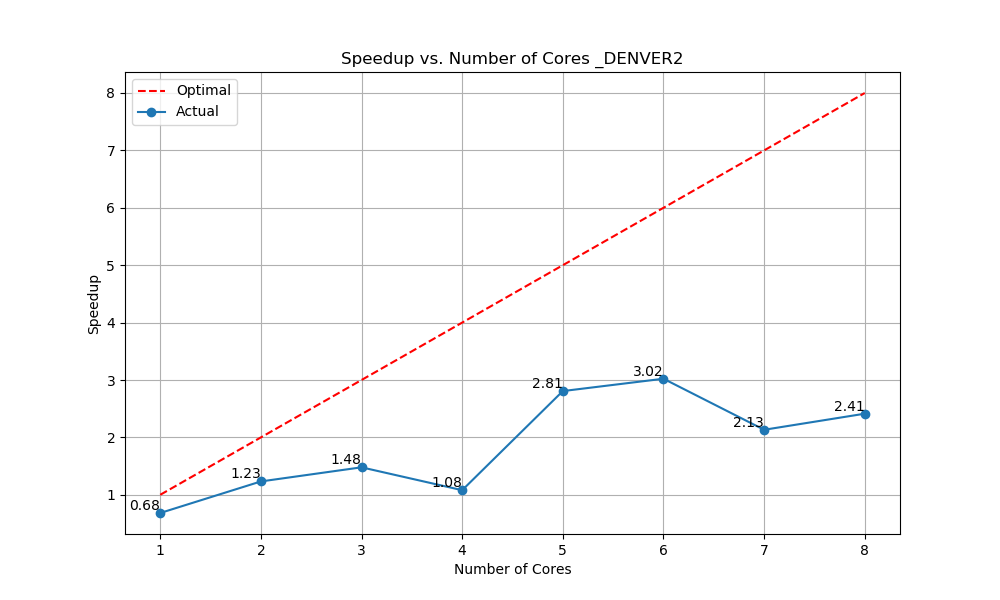 Speedup vs. Number of Cores _DENVER2
Optimal
Actual
8
7
6
5
4
3
2
1
Speedup
0.68
1.23
1.48
1.08
2.81
3.02
2.13
2.41
1 2 3 4 5 6 7 8
Number of Cores